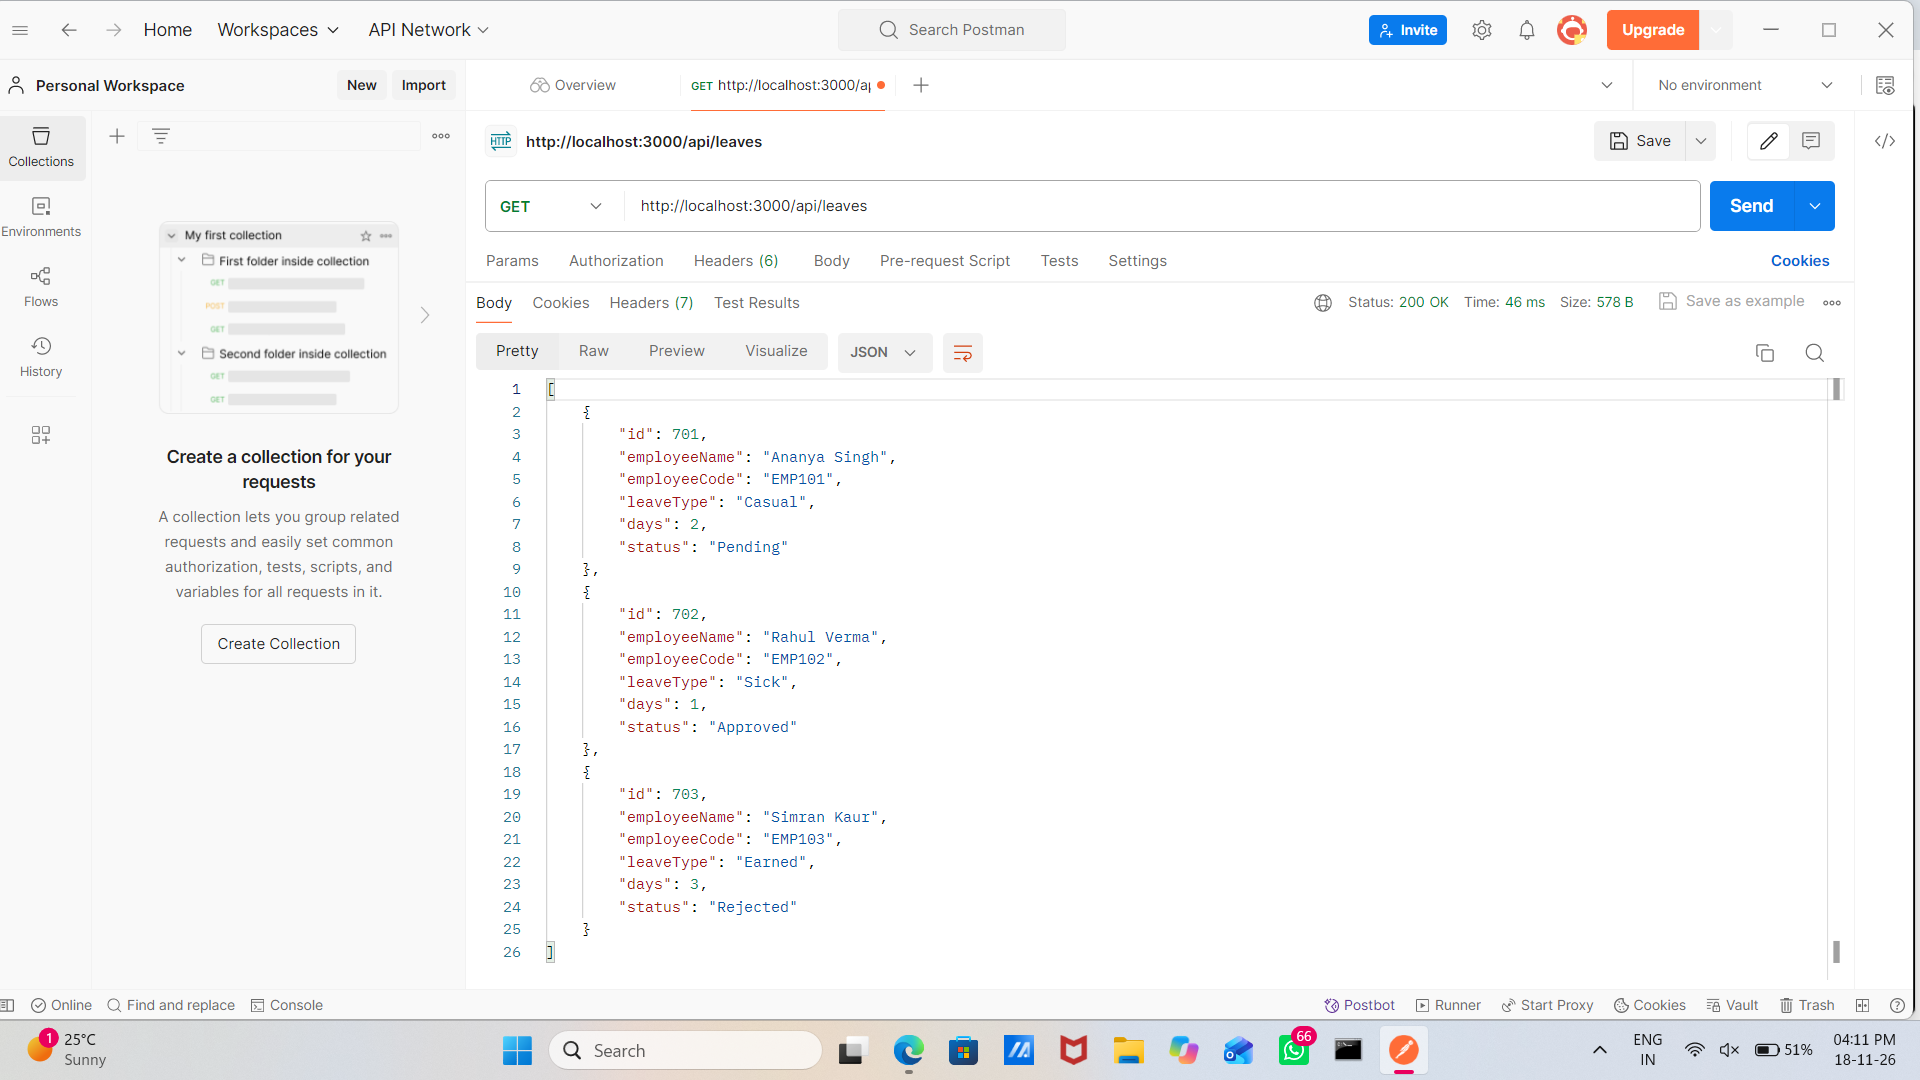 Home Workspaces API Network Search Postman Invite Upgrade
Personal Workspace New Import Overview GET http://localhost:3000/ap No environment
Collections
Environments
Flows
History
My first collection
First folder inside collection
GET
POST
GET
Second folder inside collection
GET
GET
Create a collection for your
requests
A collection lets you group related
requests and easily set common
authorization, tests, scripts, and
variables for all requests in it.
Create Collection
HTTP http://localhost:3000/api/leaves Save
GET http://localhost:3000/api/leaves Send
Params Authorization Headers (6) Body Pre-request Script Tests Settings Cookies
Body Cookies Headers (7) Test Results Status: 200 OK Time: 46 ms Size: 578 B Save as example
Pretty Raw Preview Visualize JSON
1 [
2 {
3 "id": 701,
4 "employeeName": "Ananya Singh",
5 "employeeCode": "EMP101",
6 "leaveType": "Casual",
7 "days": 2,
8 "status": "Pending"
9 },
10 {
11 "id": 702,
12 "employeeName": "Rahul Verma",
13 "employeeCode": "EMP102",
14 "leaveType": "Sick",
15 "days": 1,
16 "status": "Approved"
17 },
18 {
19 "id": 703,
20 "employeeName": "Simran Kaur",
21 "employeeCode": "EMP103",
22 "leaveType": "Earned",
23 "days": 3,
24 "status": "Rejected"
25 }
26 ]
Online Find and replace Console Postbot Runner Start Proxy Cookies Vault Trash
1 25°C
Sunny
Search
66
ENG
IN
51%
04:11 PM
18-11-26